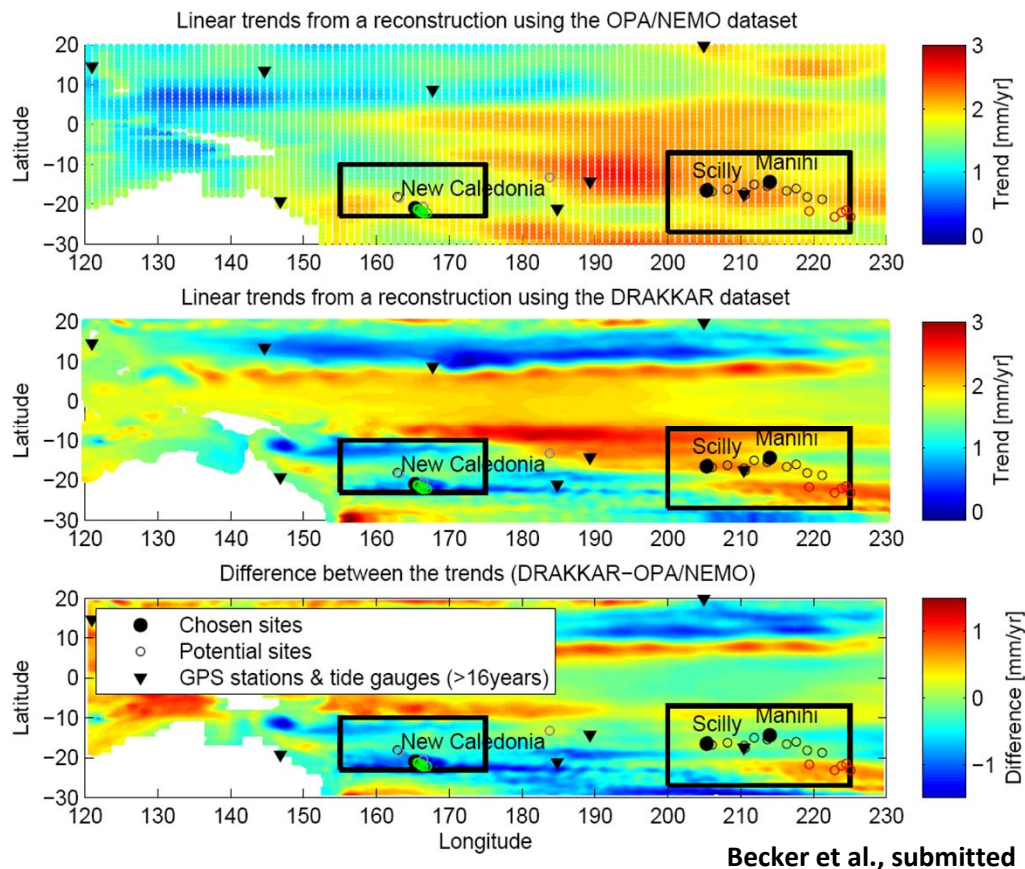 Linear trends from a reconstruction using the OPA/NEMO dataset
20
10
0
−10
−20
−30
Latitude
New Caledonia
Scilly
Manihi
120 130 140 150 160 170 180 190 200 210 220 230
3
2
1
0
Trend [mm/yr]
Linear trends from a reconstruction using the DRAKKAR dataset
20
10
0
−10
−20
−30
Latitude
New Caledonia
Scilly
Manihi
120 130 140 150 160 170 180 190 200 210 220 230
3
2
1
0
Trend [mm/yr]
Difference between the trends (DRAKKAR−OPA/NEMO)
20
10
0
−10
−20
−30
Latitude
Chosen sites
Potential sites
GPS stations & tide gauges (>16years)
New Caledonia
Scilly
Manihi
120 130 140 150 160 170 180 190 200 210 220 230
Longitude
1
0
−1
Difference [mm/yr]
Becker et al., submitted